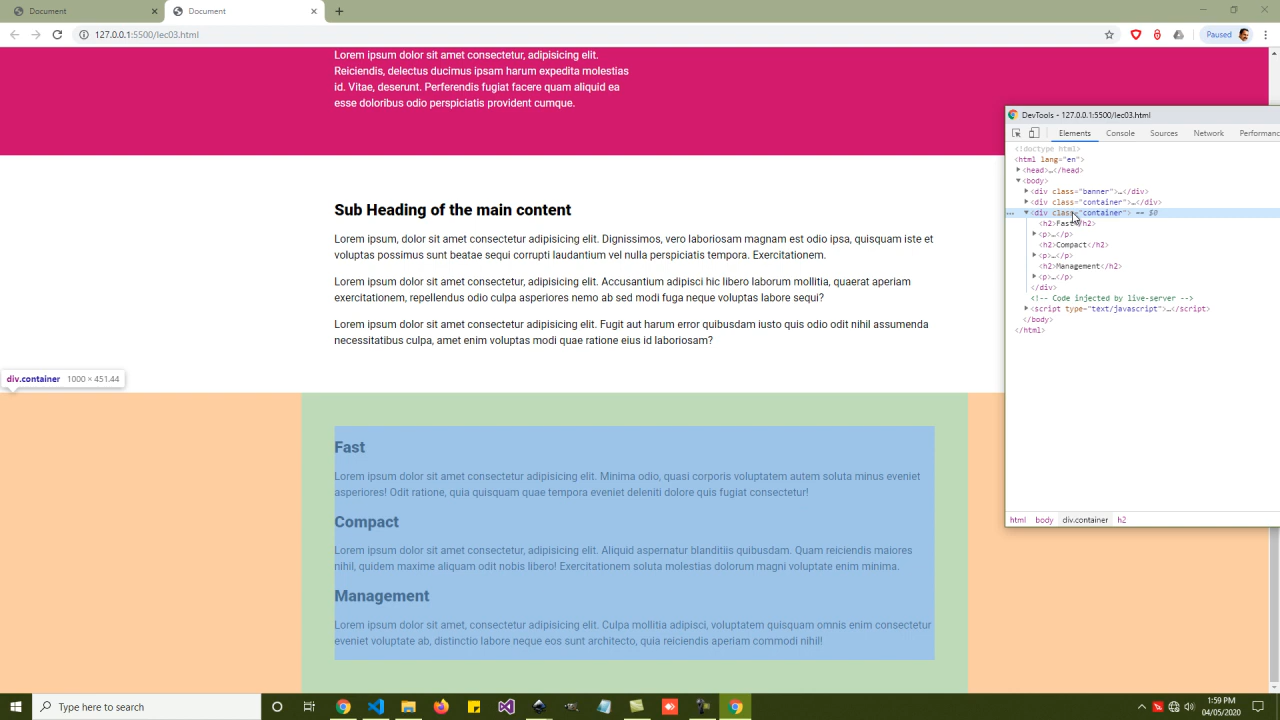 Document
Document
127.0.0.1:5500/lec03.html
Paused
Lorem ipsum dolor sit amet consectetur, adipisicing elit.
Reiciendis, delectus ducimus ipsam harum expedita molestias
id. Vitae, deserunt. Perferendis fugiat facere quam aliquid ea
esse doloribus odio perspiciatis provident cumque.
Sub Heading of the main content
Lorem ipsum, dolor sit amet consectetur adipisicing elit. Dignissimos, vero laboriosam magnam est odio ipsa, quisquam iste et
voluptas possimus sunt beatae sequi corrupti laudantium vel nulla perspiciatis tempora. Exercitationem.
Lorem ipsum dolor sit amet consectetur adipisicing elit. Accusantium adipisci hic libero laborum mollitia, quaerat aperiam
exercitationem, repellendus odio culpa asperiores nemo ab sed modi fuga neque voluptas labore sequi?
Lorem ipsum dolor sit amet consectetur adipisicing elit. Fugit aut harum error quibusdam iusto quis odio odit nihil assumenda
necessitatibus culpa, amet enim voluptas modi quae ratione eius id laboriosam?
div.container 1000 × 451.44
Fast
Lorem ipsum dolor sit amet consectetur adipisicing elit. Minima odio, quasi corporis voluptatem autem soluta minus eveniet
asperiores! Odit ratione, quia quisquam quae tempora eveniet deleniti dolore quis fugiat consectetur!
Compact
Lorem ipsum dolor sit amet consectetur, adipisicing elit. Aliquid aspernatur blanditiis quibusdam. Quam reiciendis maiores
nihil, quidem maxime aliquam odit nobis libero! Exercitationem soluta molestias dolorum magni voluptate enim minima.
Management
Lorem ipsum dolor sit amet, consectetur adipisicing elit. Culpa mollitia adipisci, voluptatem quisquam omnis enim consectetur
eveniet voluptate ab, distinctio labore neque eos sunt architecto, quia reiciendis aperiam commodi nihil!
DevTools - 127.0.0.1:5500/lec03.html
Elements Console Sources Network Performanc
<!doctype html>
<html lang="en">
<head>…</head>
<body>
<div class="banner">…</div>
<div class="container">…</div>
<div class="container"> == $0
<h2>Fast</h2>
<p>…</p>
<h2>Compact</h2>
<p>…</p>
<h2>Management</h2>
<p>…</p>
</div>
<!-- Code injected by live-server -->
<script type="text/javascript">…</script>
</body>
</html>
html body div.container h2
Type here to search
1:59 PM
04/05/2020